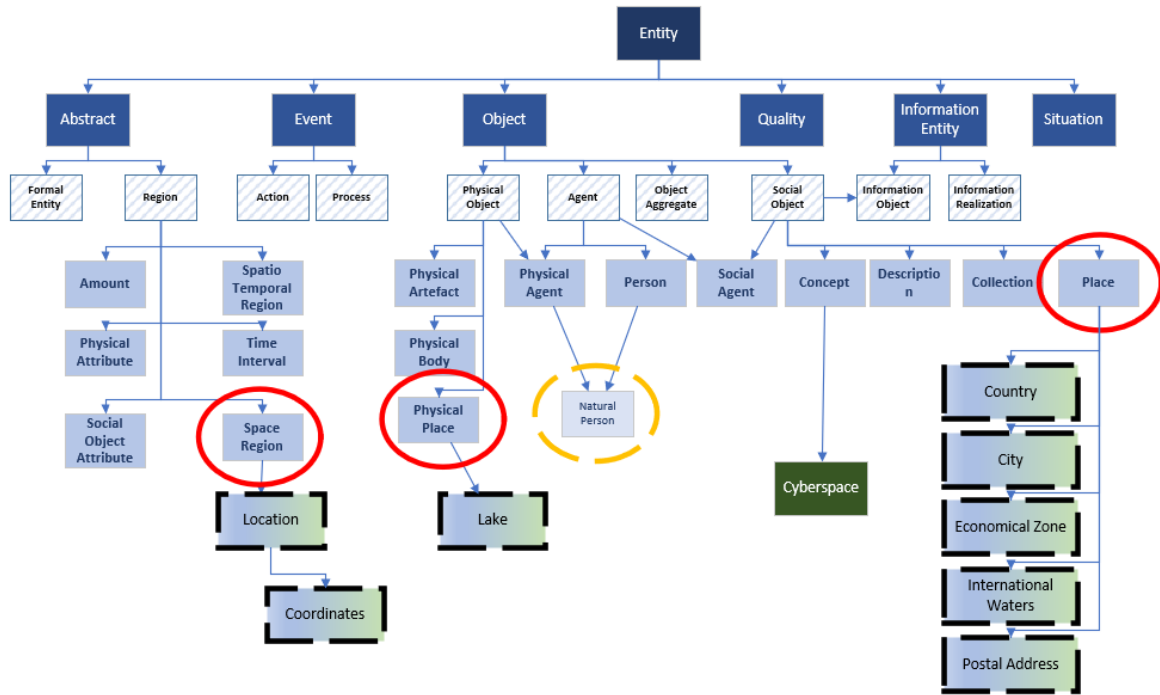 Entity
Abstract
Event
Object
Quality
Information
Entity
Situation
Formal
Entity
Region
Action
Process
Physical
Object
Agent
Object
Aggregate
Social
Object
Information
Object
Information
Realization
Amount
Spatio
Temporal
Region
Physical
Artefact
Physical
Agent
Person
Social
Agent
Concept
Descriptio
n
Collection
Place
Physical
Attribute
Time
Interval
Physical
Body
Country
Social
Object
Attribute
Space
Region
Physical
Place
Natural
Person
City
Cyberspace
Location
Lake
Economical Zone
Coordinates
International
Waters
Postal Address